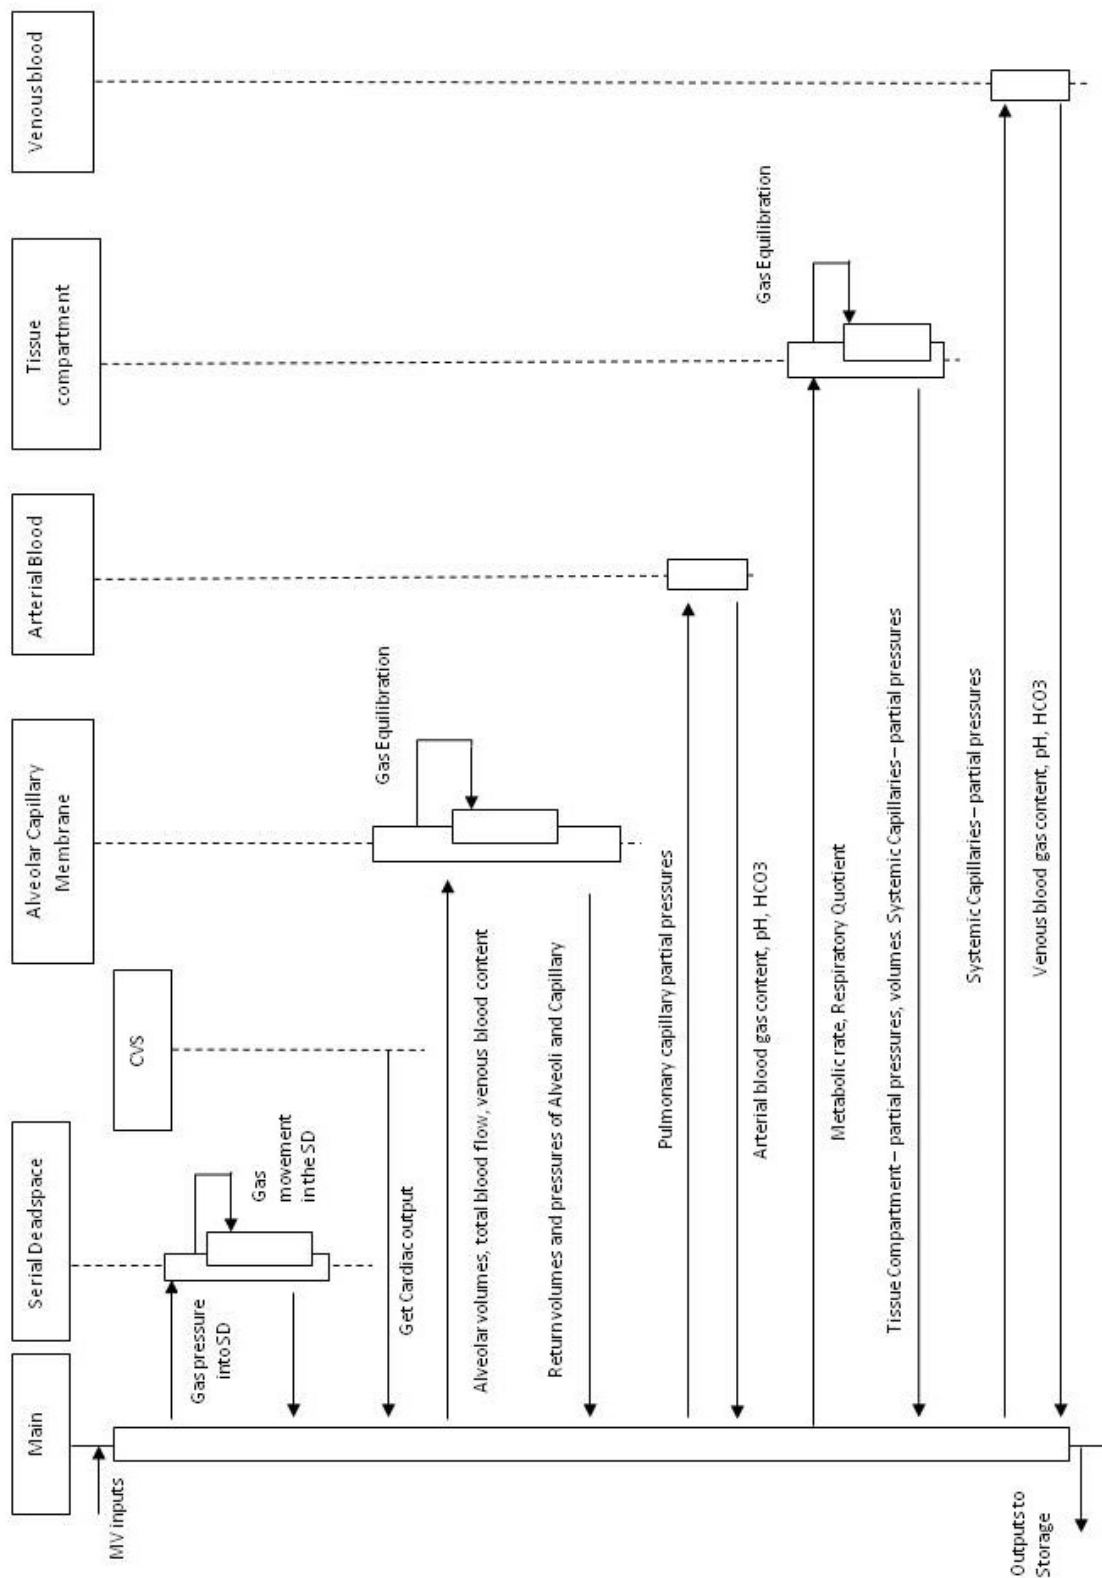 Main
Serial Deadspace
CVS
Alveolar Capillary
Membrane
Arterial Blood
Tissue
compartment
Venous blood
MV inputs
Gas pressure
into SD
Gas
movement
in the SD
Get Cardiac output
Gas Equilibration
Alveolar volumes, total blood flow, venous blood content
Return volumes and pressures of Alveoli and Capillary
Pulmonary capillary partial pressures
Arterial blood gas content, pH, HCO3
Gas Equilibration
Metabolic rate, Respiratory Quotient
Tissue Compartment – partial pressures, volumes. Systemic Capillaries – partial pressures
Systemic Capillaries – partial pressures
Venous blood gas content, pH, HCO3
Outputs to
Storage